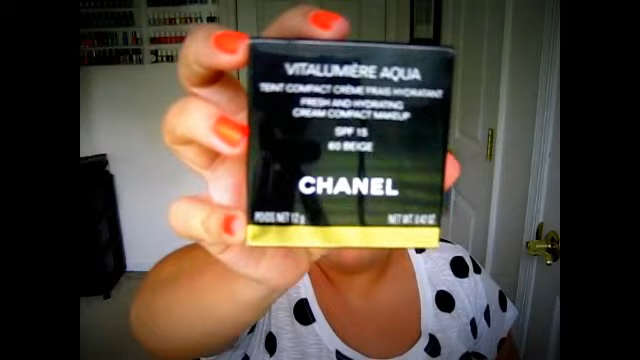 VITALUMIÈRE AQUA
TEINT COMPACT CRÈME FRAIS HYDRATANT
FRESH AND HYDRATING
CREAM COMPACT MAKEUP
SPF 15
60 BEIGE
CHANEL
POIDS NET 12 g NET WT. 0.42 OZ.